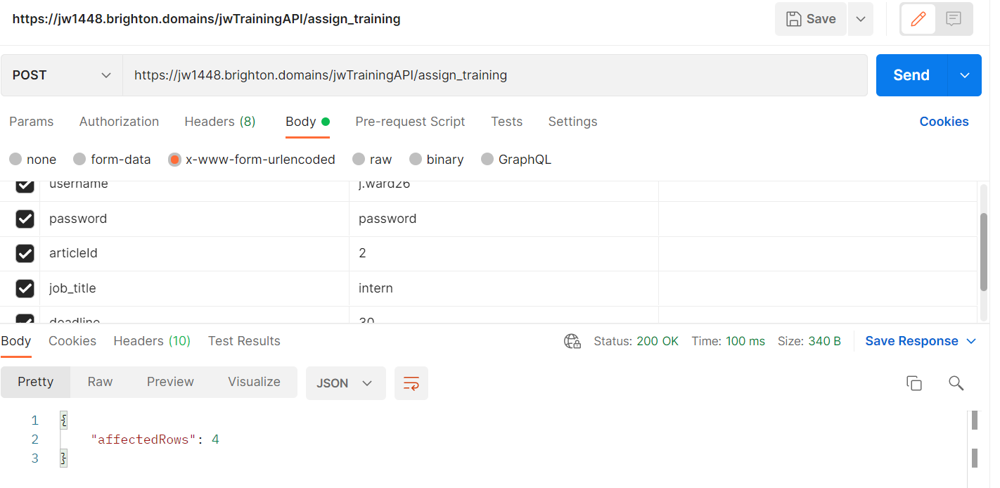 https://jw1448.brighton.domains/jwTrainingAPI/assign_training Save
POST https://jw1448.brighton.domains/jwTrainingAPI/assign_training Send
Params Authorization Headers (8) Body Pre-request Script Tests Settings Cookies
none form-data x-www-form-urlencoded raw binary GraphQL
username j.ward26
password password
articleId 2
job_title intern
deadline 30
Body Cookies Headers (10) Test Results Status: 200 OK Time: 100 ms Size: 340 B Save Response
Pretty Raw Preview Visualize JSON
1 {
2 "affectedRows": 4
3 }